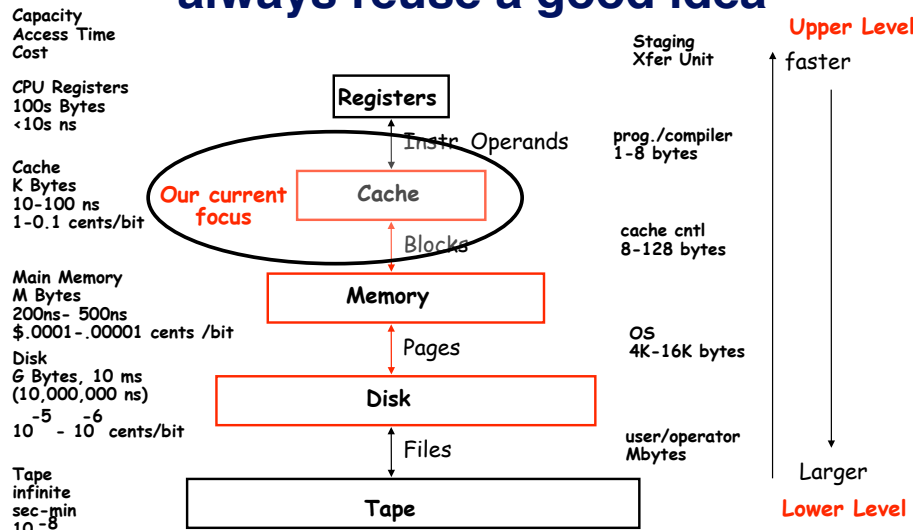 always reuse a good idea
Capacity
Access Time
Cost
Staging
Xfer Unit
Upper Level
faster
CPU Registers
100s Bytes
<10s ns
Registers
Instr. Operands
prog./compiler
1-8 bytes
Cache
K Bytes
10-100 ns
1-0.1 cents/bit
Our current
focus
Cache
cache cntl
8-128 bytes
Blocks
Main Memory
M Bytes
200ns- 500ns
$.0001-.00001 cents /bit
Memory
OS
4K-16K bytes
Pages
Disk
G Bytes, 10 ms
(10,000,000 ns)
10 -5 - 10 -6 cents/bit
Disk
user/operator
Mbytes
Files
Larger
Tape
infinite
sec-min
10 -8
Tape
Lower Level